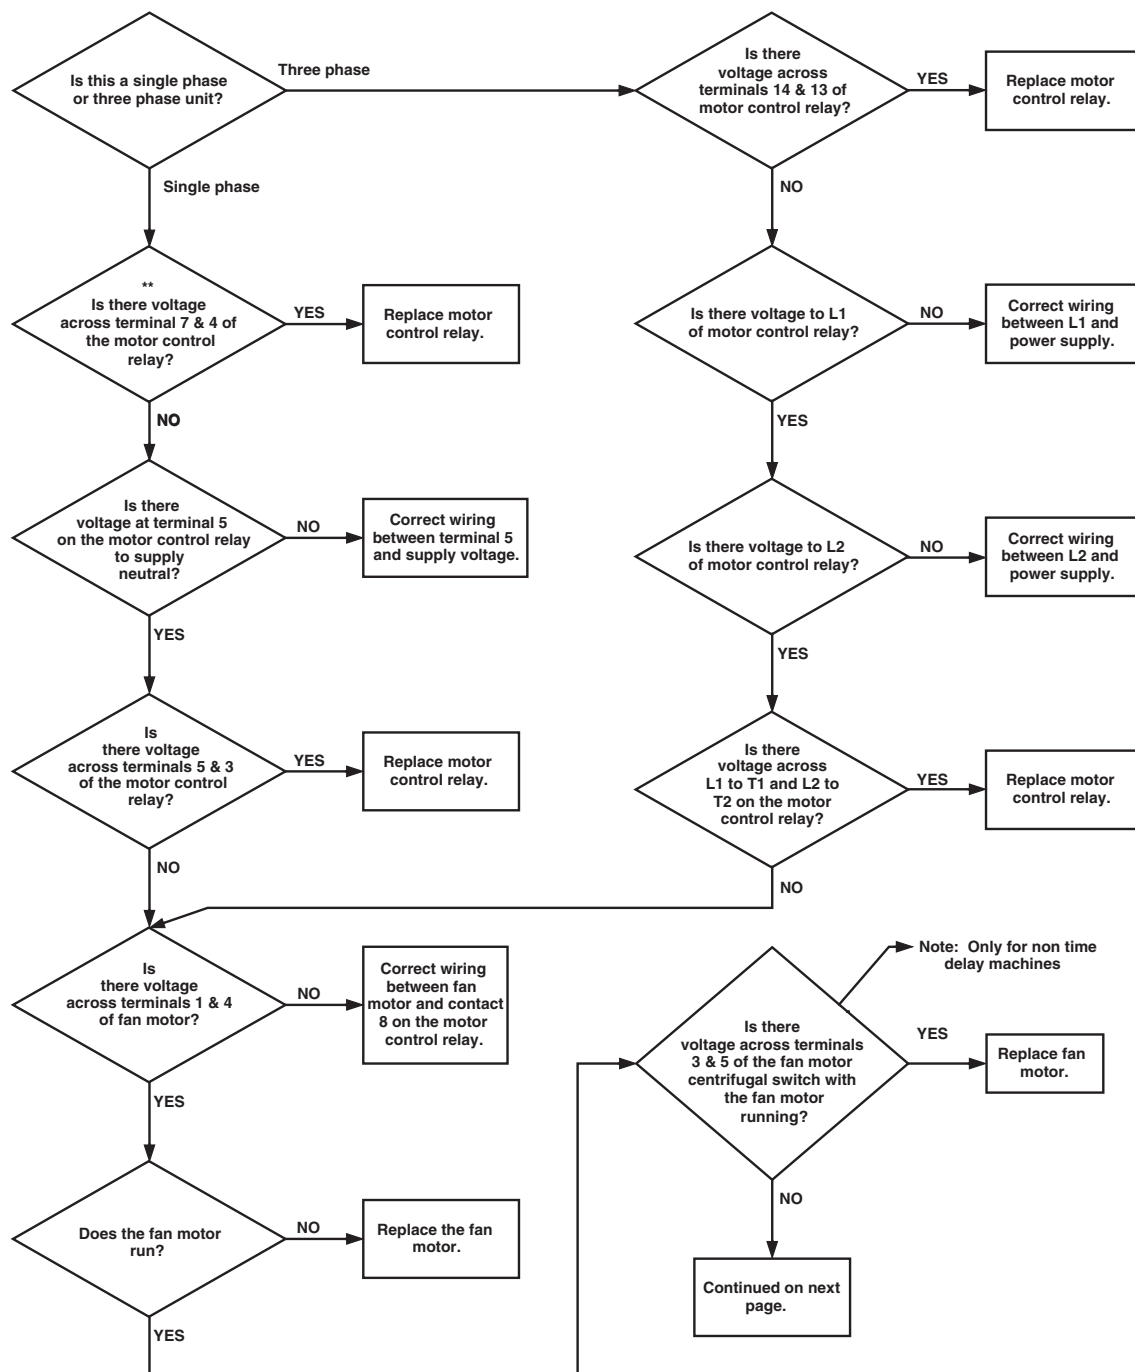 Is this a single phase
or three phase unit?
Three phase
Is there
voltage across
terminals 14 & 13 of
motor control relay?
YES
Replace motor
control relay.
Single phase
NO
**
Is there voltage
across terminal 7 & 4 of
the motor control
relay?
YES
Replace motor
control relay.
Is there voltage to L1
of motor control relay?
NO
Correct wiring
between L1 and
power supply.
NO
YES
Is there
voltage at terminal 5
on the motor control relay
to supply
neutral?
NO
Correct wiring
between terminal 5
and supply voltage.
Is there voltage to L2
of motor control relay?
NO
Correct wiring
between L2 and
power supply.
YES
YES
Is
there voltage
across terminals 5 & 3
of the motor control
relay?
YES
Replace motor
control relay.
Is there
voltage across
L1 to T1 and L2 to
T2 on the motor
control relay?
YES
Replace motor
control relay.
NO
NO
Is
there voltage
across terminals 1 & 4
of fan motor?
NO
Correct wiring
between fan
motor and contact
8 on the motor
control relay.
Note: Only for non time
delay machines
Is there
voltage across terminals
3 & 5 of the fan motor
centrifugal switch with
the fan motor
running?
YES
Replace fan
motor.
YES
NO
Does the fan motor
run?
NO
Replace the fan
motor.
Continued on next
page.
YES